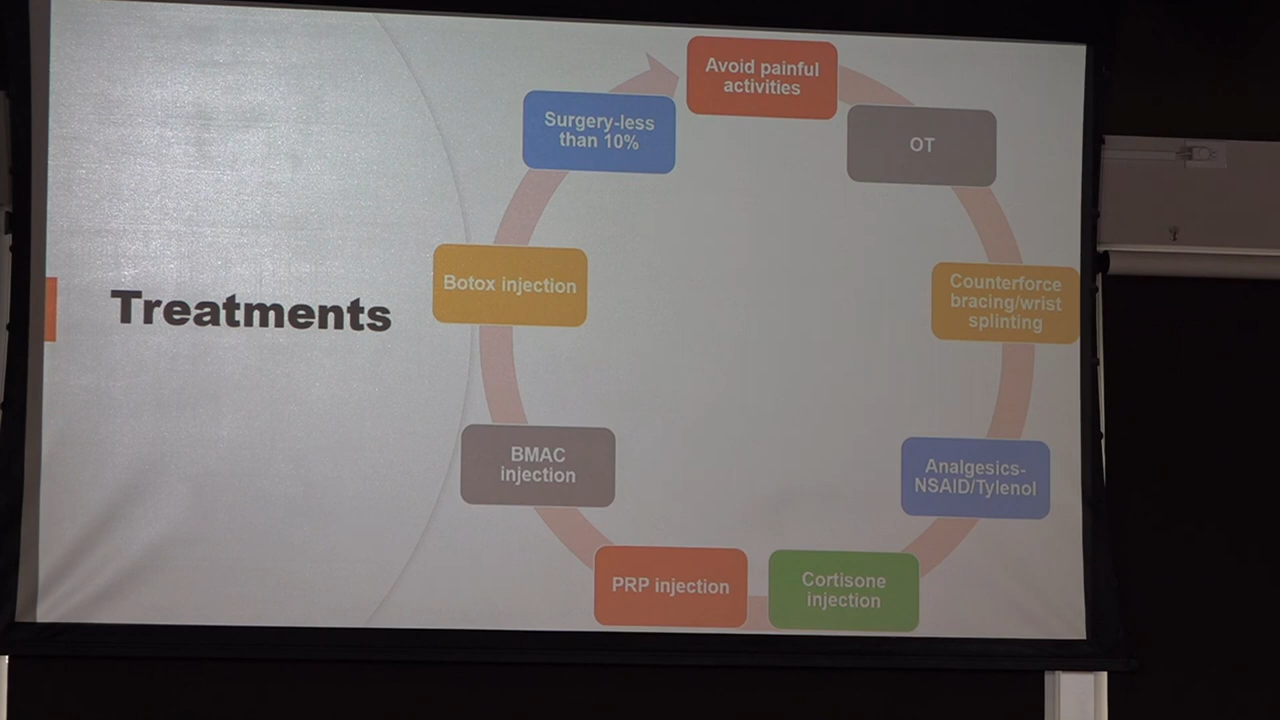 Treatments
Avoid painful
activities
OT
Counterforce
bracing/wrist
splinting
Analgesics-
NSAID/Tylenol
Cortisone
injection
PRP injection
BMAC
injection
Botox injection
Surgery-less
than 10%